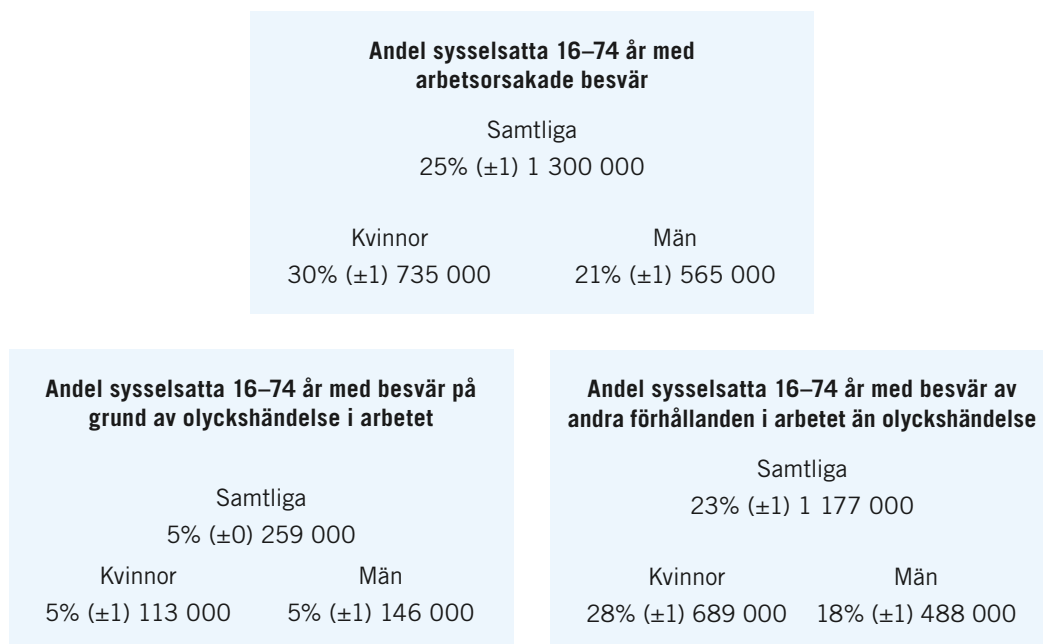 Andel sysselsatta 16–74 år med
arbetsorsakade besvär
Samtliga
25% (±1) 1 300 000
Kvinnor
30% (±1) 735 000
Män
21% (±1) 565 000
Andel sysselsatta 16–74 år med besvär på
grund av olyckshändelse i arbetet
Samtliga
5% (±0) 259 000
Kvinnor
5% (±1) 113 000
Män
5% (±1) 146 000
Andel sysselsatta 16–74 år med besvär av
andra förhållanden i arbetet än olyckshändelse
Samtliga
23% (±1) 1 177 000
Kvinnor
28% (±1) 689 000
Män
18% (±1) 488 000